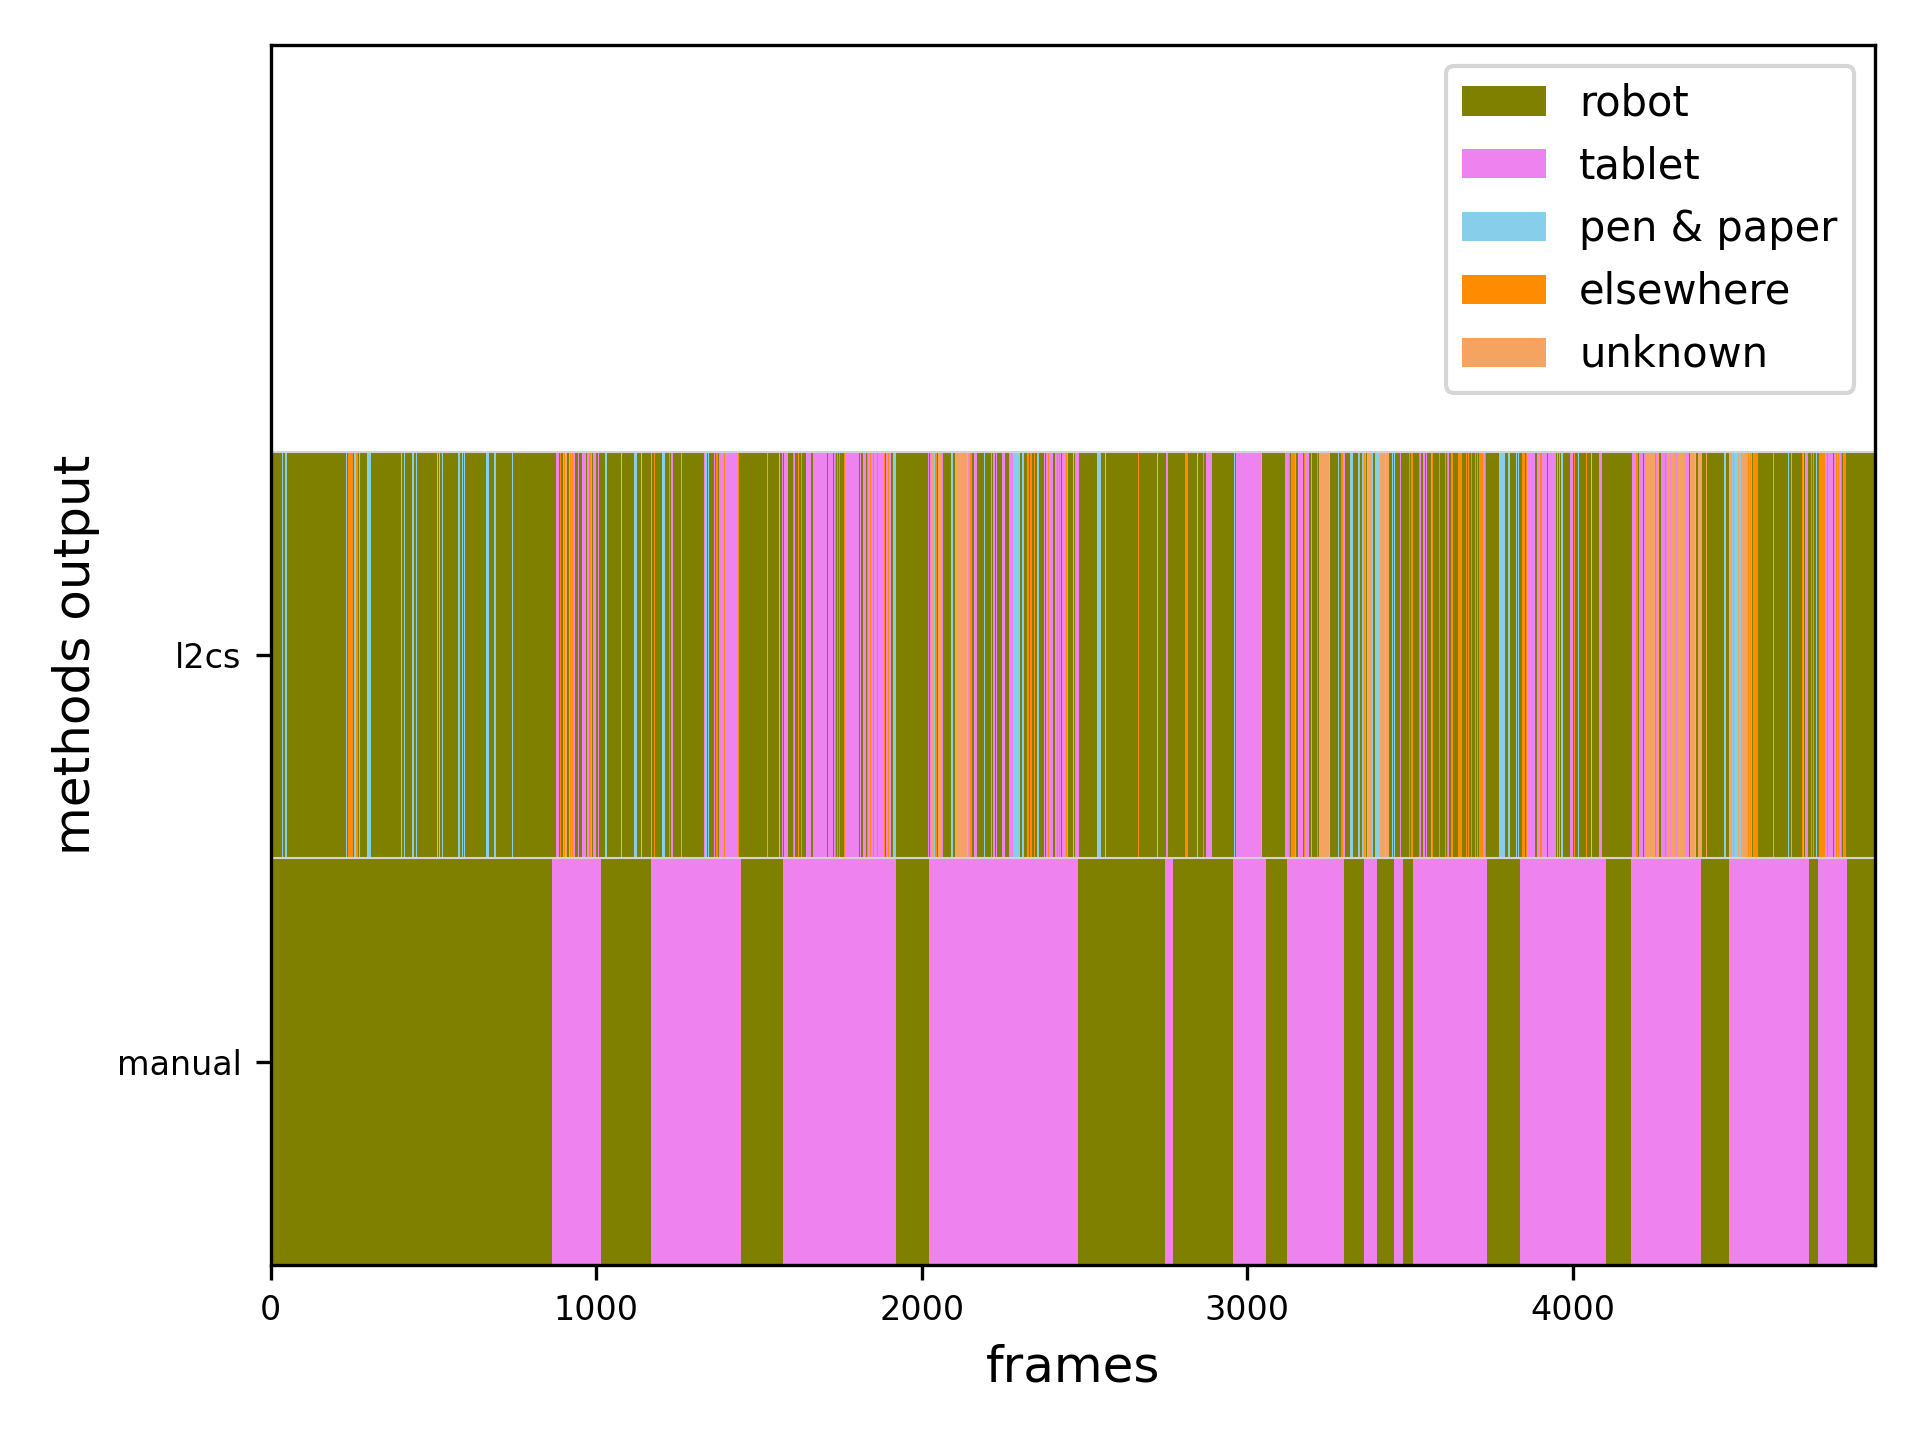 robot
tablet
pen & paper
elsewhere
unknown
methods output
l2cs
manual
0 1000 2000 3000 4000
frames